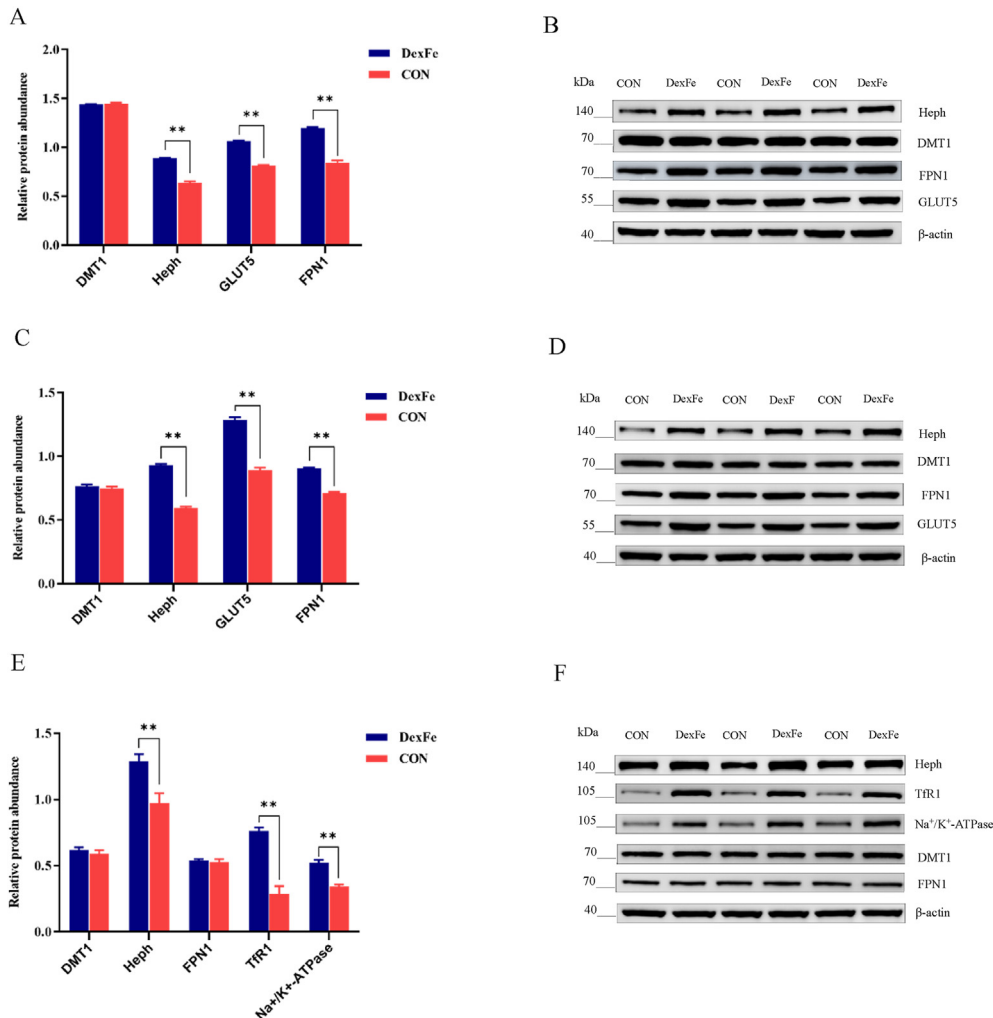 A
2.0
1.5
1.0
0.5
0.0
Relative protein abundance
DexFe
CON
**
**
**
DMT1
Heph
GLUT5
FPN1
B
kDa
CON DexFe CON DexFe CON DexFe
140 Heph
70 DMT1
70 FPN1
55 GLUT5
40 β-actin
C
1.5
1.0
0.5
0.0
Relative protein abundance
DexFe
CON
**
**
**
DMT1
Heph
GLUT5
FPN1
D
kDa
CON DexFe CON DexF CON DexFe
140 Heph
70 DMT1
70 FPN1
55 GLUT5
40 β-actin
E
1.5
1.0
0.5
0.0
Relative protein abundance
DexFe
CON
**
**
**
DMT1
Heph
FPN1
TfR1
Na+/K+-ATPase
F
kDa
CON DexFe CON DexFe CON DexFe
140 Heph
105 TfR1
105 Na⁺/K⁺-ATPase
70 DMT1
70 FPN1
40 β-actin